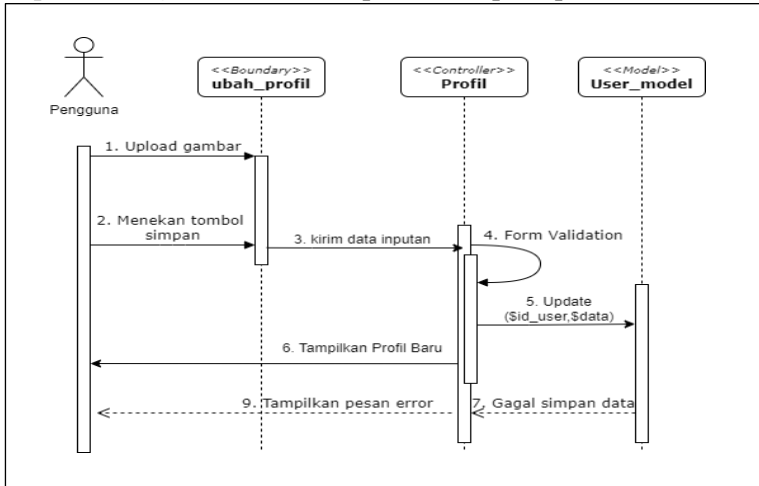 <<Boundary>>
ubah_profil
<<Controller>>
Profil
<<Model>>
User_model
Pengguna
1. Upload gambar
2. Menekan tombol
simpan
3. kirim data inputan
4. Form Validation
5. Update
($id_user,$data)
6. Tampilkan Profil Baru
9. Tampilkan pesan error
7. Gagal simpan data